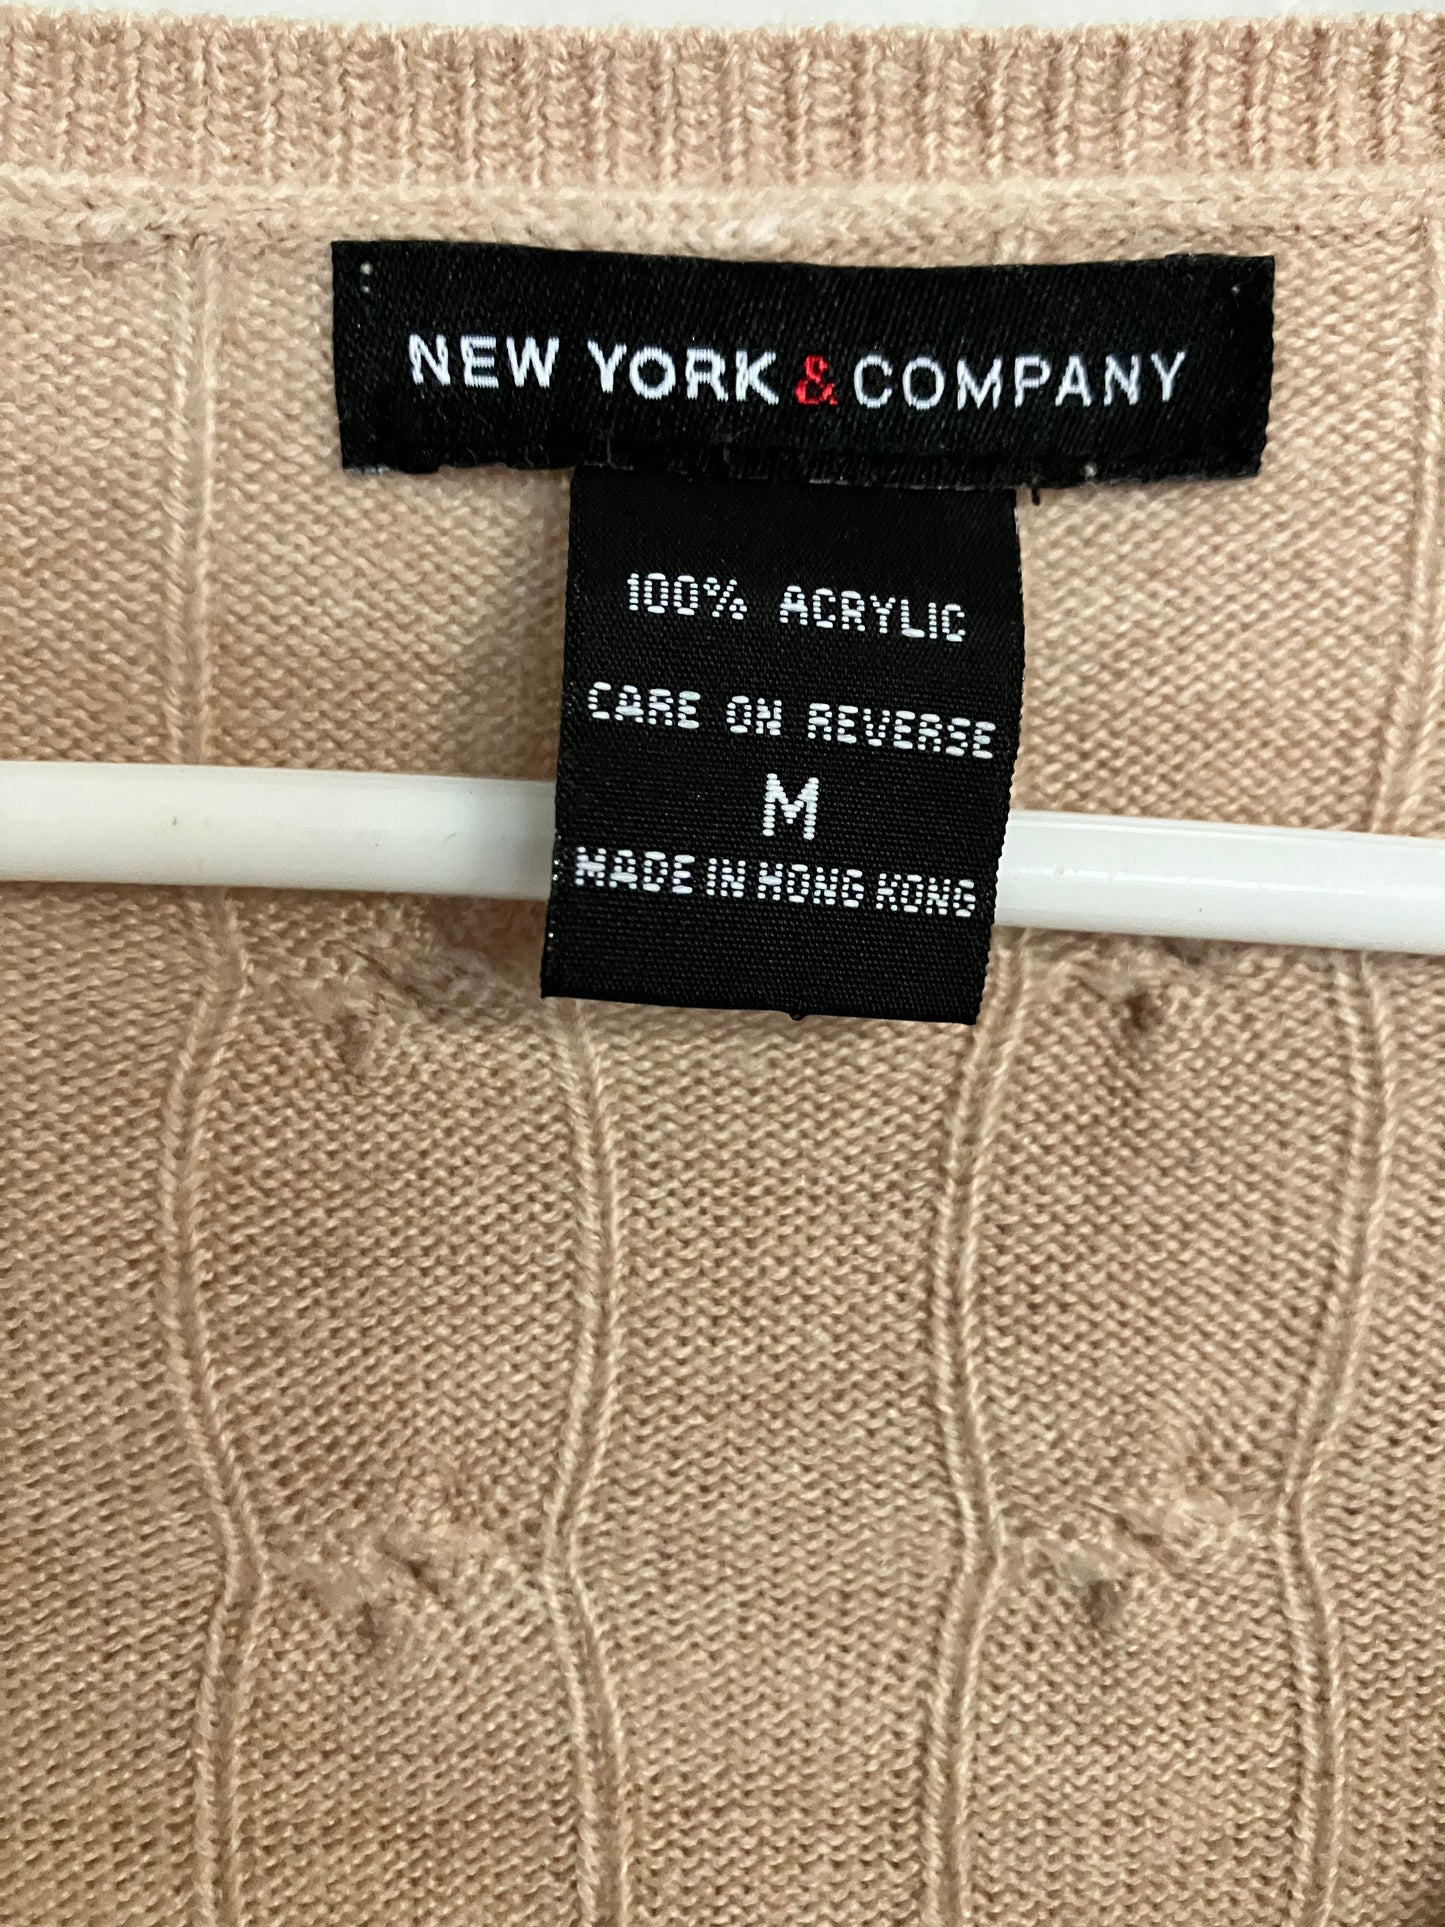 NEW YORK & COMPANY
100% ACRYLIC
CARE ON REVERSE
M
MADE IN HONG KONG